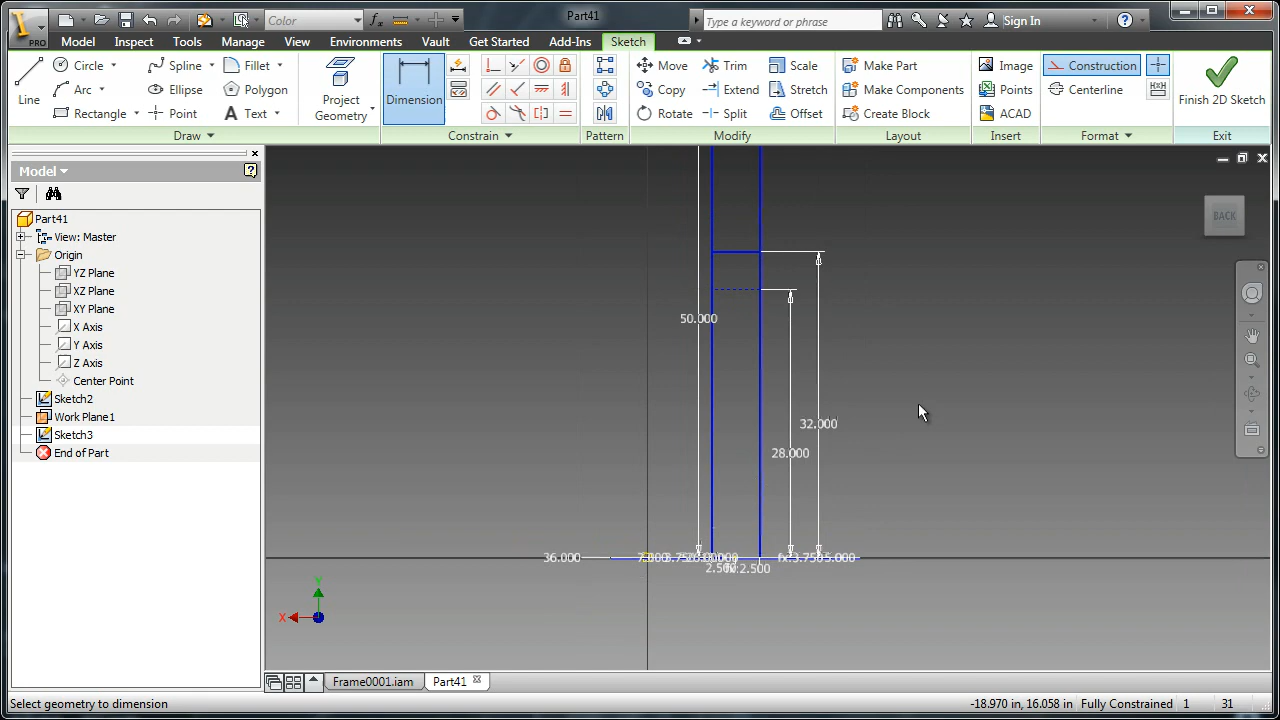 PRO
Color
Part41
Type a keyword or phrase
Sign In
Model Inspect Tools Manage View Environments Vault Get Started Add-Ins Sketch
Line
Circle
Arc
Rectangle
Spline
Ellipse
Point
Fillet
Polygon
Text
Project Geometry
Dimension
Move
Copy
Rotate
Trim
Extend
Split
Scale
Stretch
Offset
Make Part
Make Components
Create Block
Image
Points
ACAD
Construction
Centerline
Finish 2D Sketch
Draw Constrain Pattern Modify Layout Insert Format Exit
Model
Part41
View: Master
Origin
YZ Plane
XZ Plane
XY Plane
X Axis
Y Axis
Z Axis
Center Point
Sketch2
Work Plane1
Sketch3
End of Part
BACK
50.000
32.000
28.000
36.000
2.500
Y
X
Frame0001.iam Part41
Select geometry to dimension
-18.970 in, 16.058 in Fully Constrained 1 31